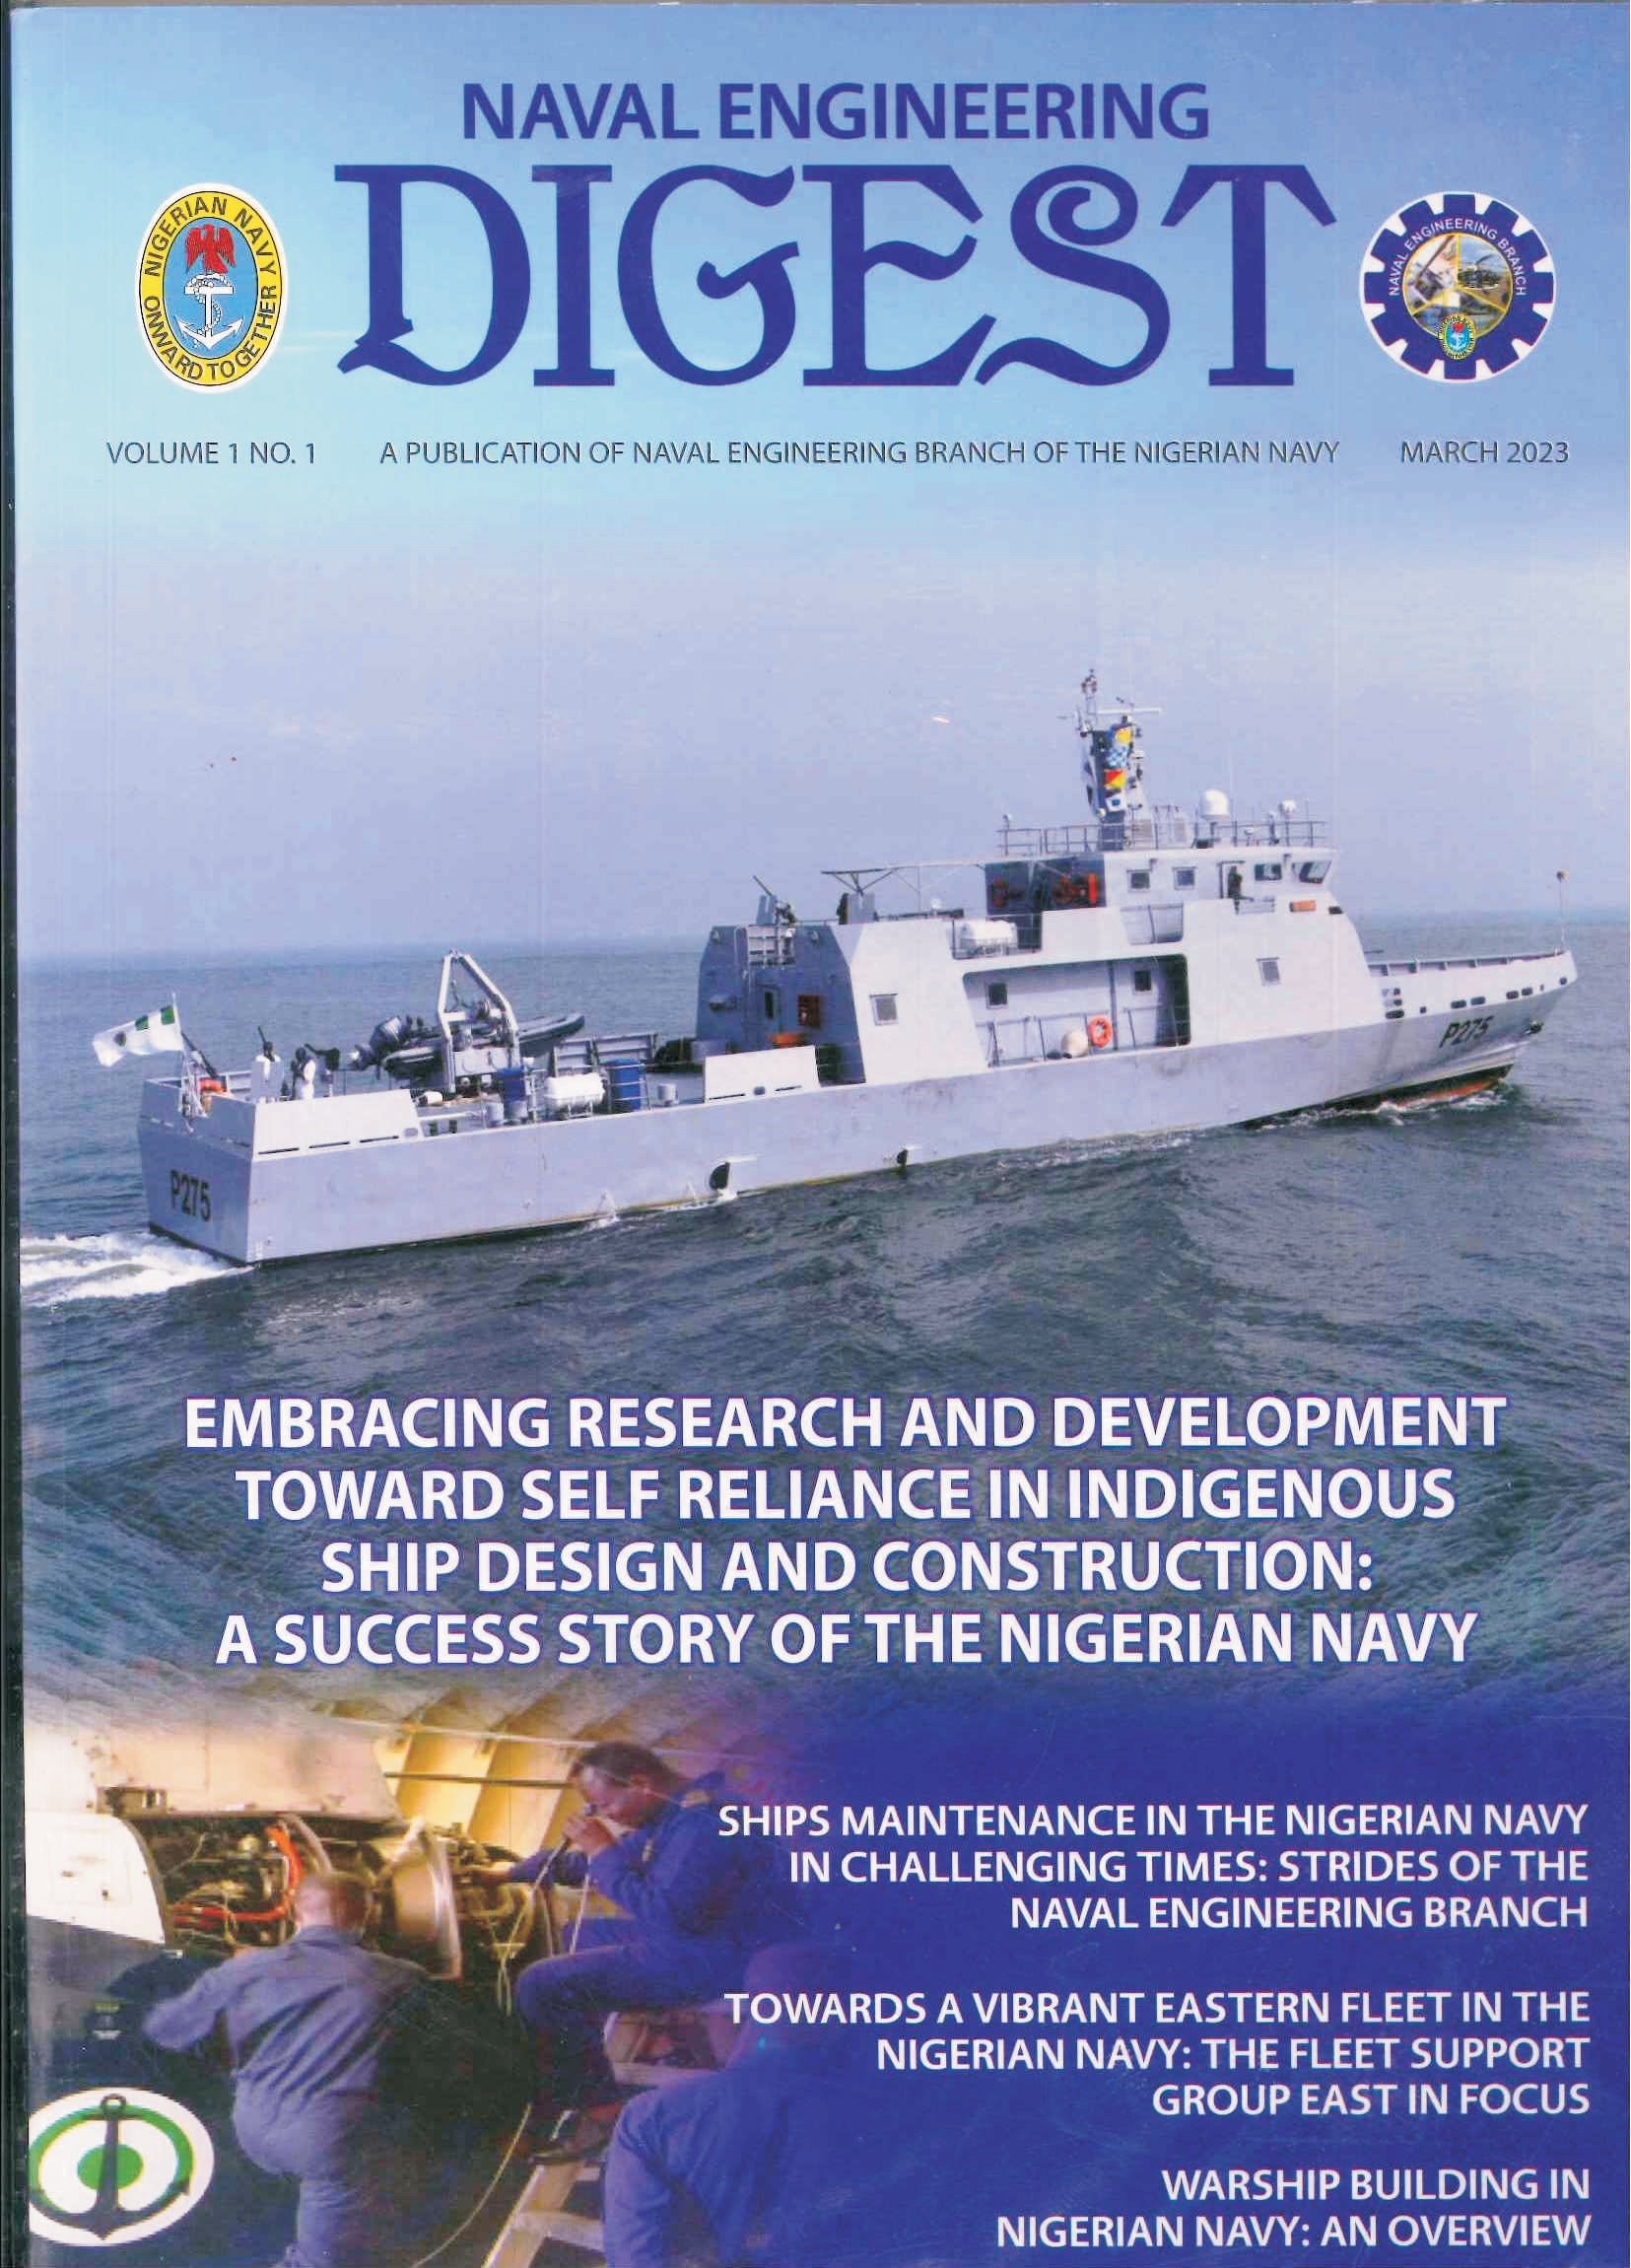 NAVAL ENGINEERING
DIGEST
NIGERIAN NAVY
ONWARD TOGETHER
NAVAL ENGINEERING BRANCH
VOLUME 1 NO. 1
A PUBLICATION OF NAVAL ENGINEERING BRANCH OF THE NIGERIAN NAVY
MARCH 2023
P275
P275
EMBRACING RESEARCH AND DEVELOPMENT
TOWARD SELF RELIANCE IN INDIGENOUS
SHIP DESIGN AND CONSTRUCTION:
A SUCCESS STORY OF THE NIGERIAN NAVY
SHIPS MAINTENANCE IN THE NIGERIAN NAVY
IN CHALLENGING TIMES: STRIDES OF THE
NAVAL ENGINEERING BRANCH
TOWARDS A VIBRANT EASTERN FLEET IN THE
NIGERIAN NAVY: THE FLEET SUPPORT
GROUP EAST IN FOCUS
WARSHIP BUILDING IN
NIGERIAN NAVY: AN OVERVIEW